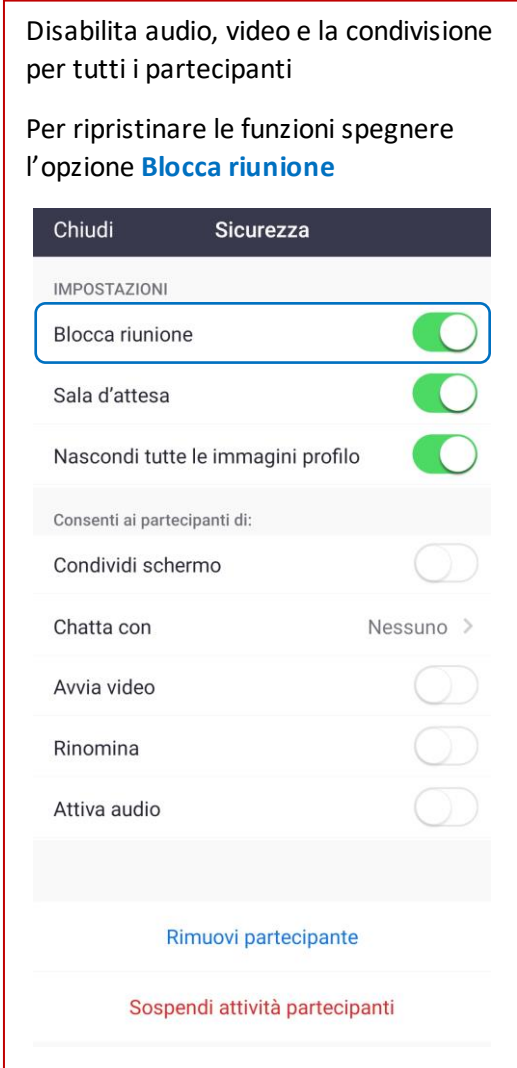 Disabilita audio, video e la condivisione
per tutti i partecipanti
Per ripristinare le funzioni spegnere
l’opzione Blocca riunione
Chiudi Sicurezza
IMPOSTAZIONI
Blocca riunione
Sala d'attesa
Nascondi tutte le immagini profilo
Consenti ai partecipanti di:
Condividi schermo
Chatta con Nessuno >
Avvia video
Rinomina
Attiva audio
Rimuovi partecipante
Sospendi attività partecipanti